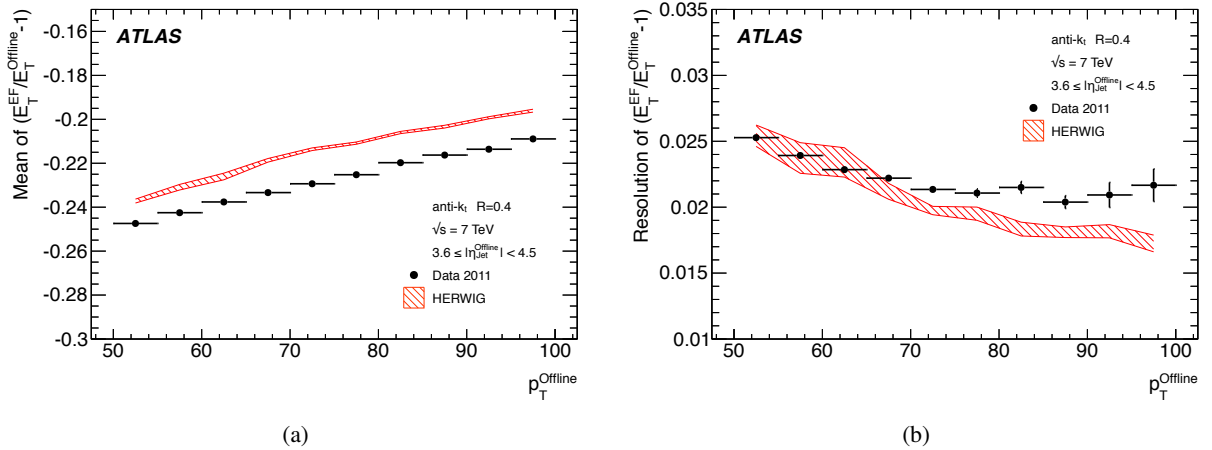 Mean of (E_T^EF/E_T^Offline-1)
-0.16
-0.18
-0.2
-0.22
-0.24
-0.26
-0.28
-0.3
ATLAS
anti-k_t R=0.4
√s = 7 TeV
3.6 ≤ |η_Jet^Offline| < 4.5
Data 2011
HERWIG
50 60 70 80 90 100
p_T^Offline
(a)
Resolution of (E_T^EF/E_T^Offline-1)
0.035
0.03
0.025
0.02
0.015
0.01
ATLAS
anti-k_t R=0.4
√s = 7 TeV
3.6 ≤ |η_Jet^Offline| < 4.5
Data 2011
HERWIG
50 60 70 80 90 100
p_T^Offline
(b)